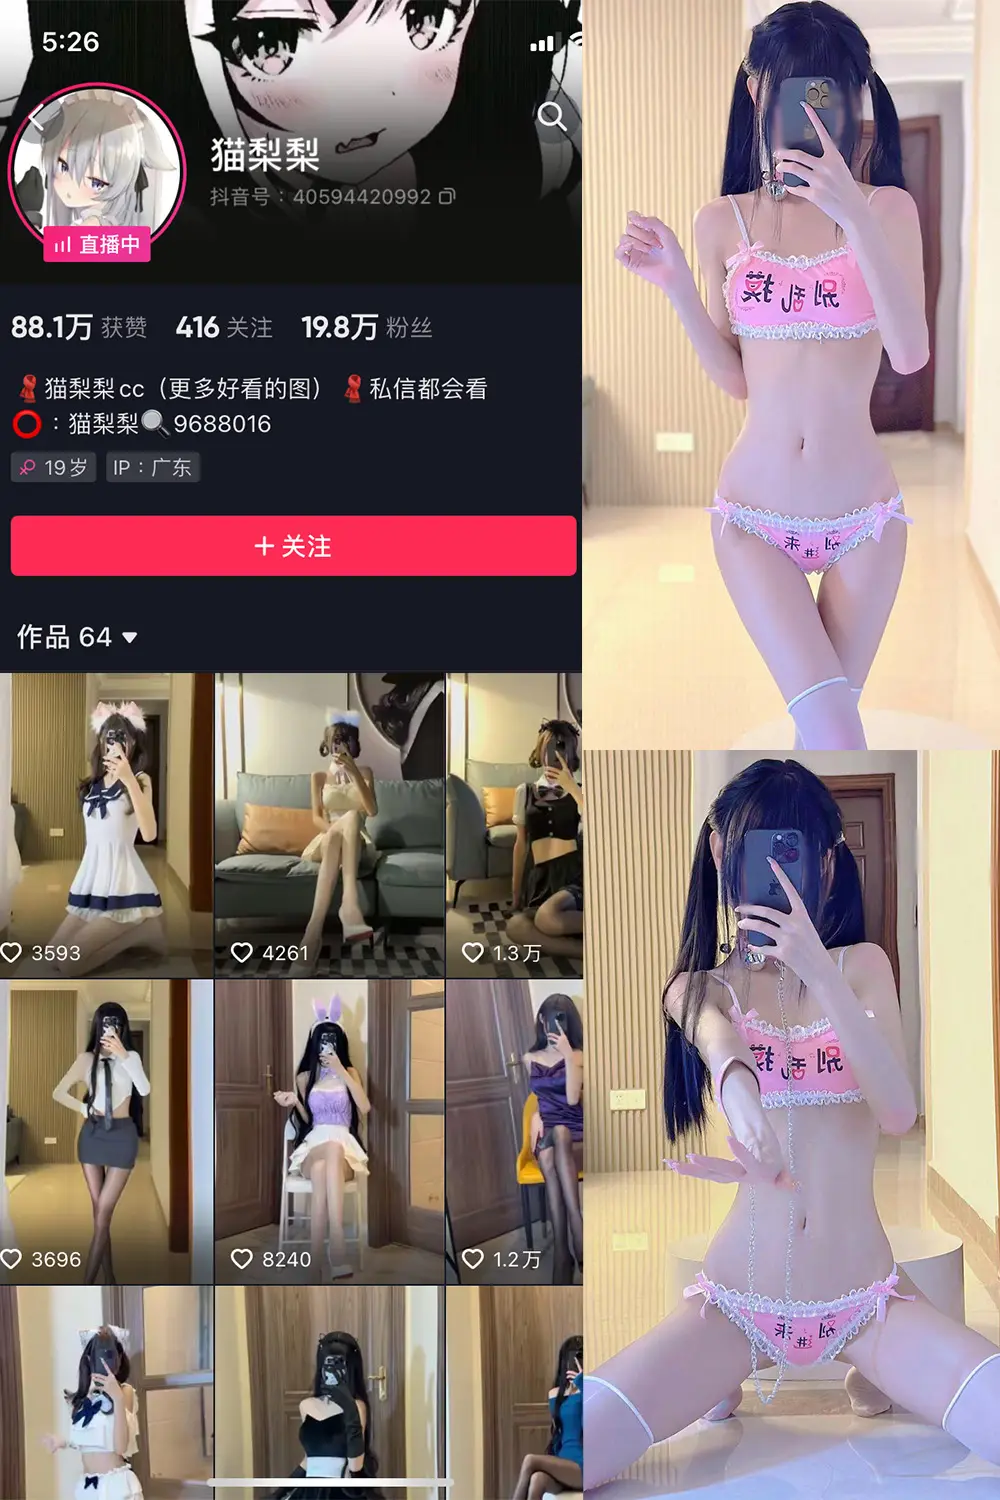 5:26
猫梨梨
抖音号：40594420992
直播中
88.1万 获赞 416 关注 19.8万 粉丝
猫梨梨cc（更多好看的图） 私信都会看
：猫梨梨 9688016
19岁 IP：广东
+ 关注
作品 64
3593
4261
1.3万
3696
8240
1.2万